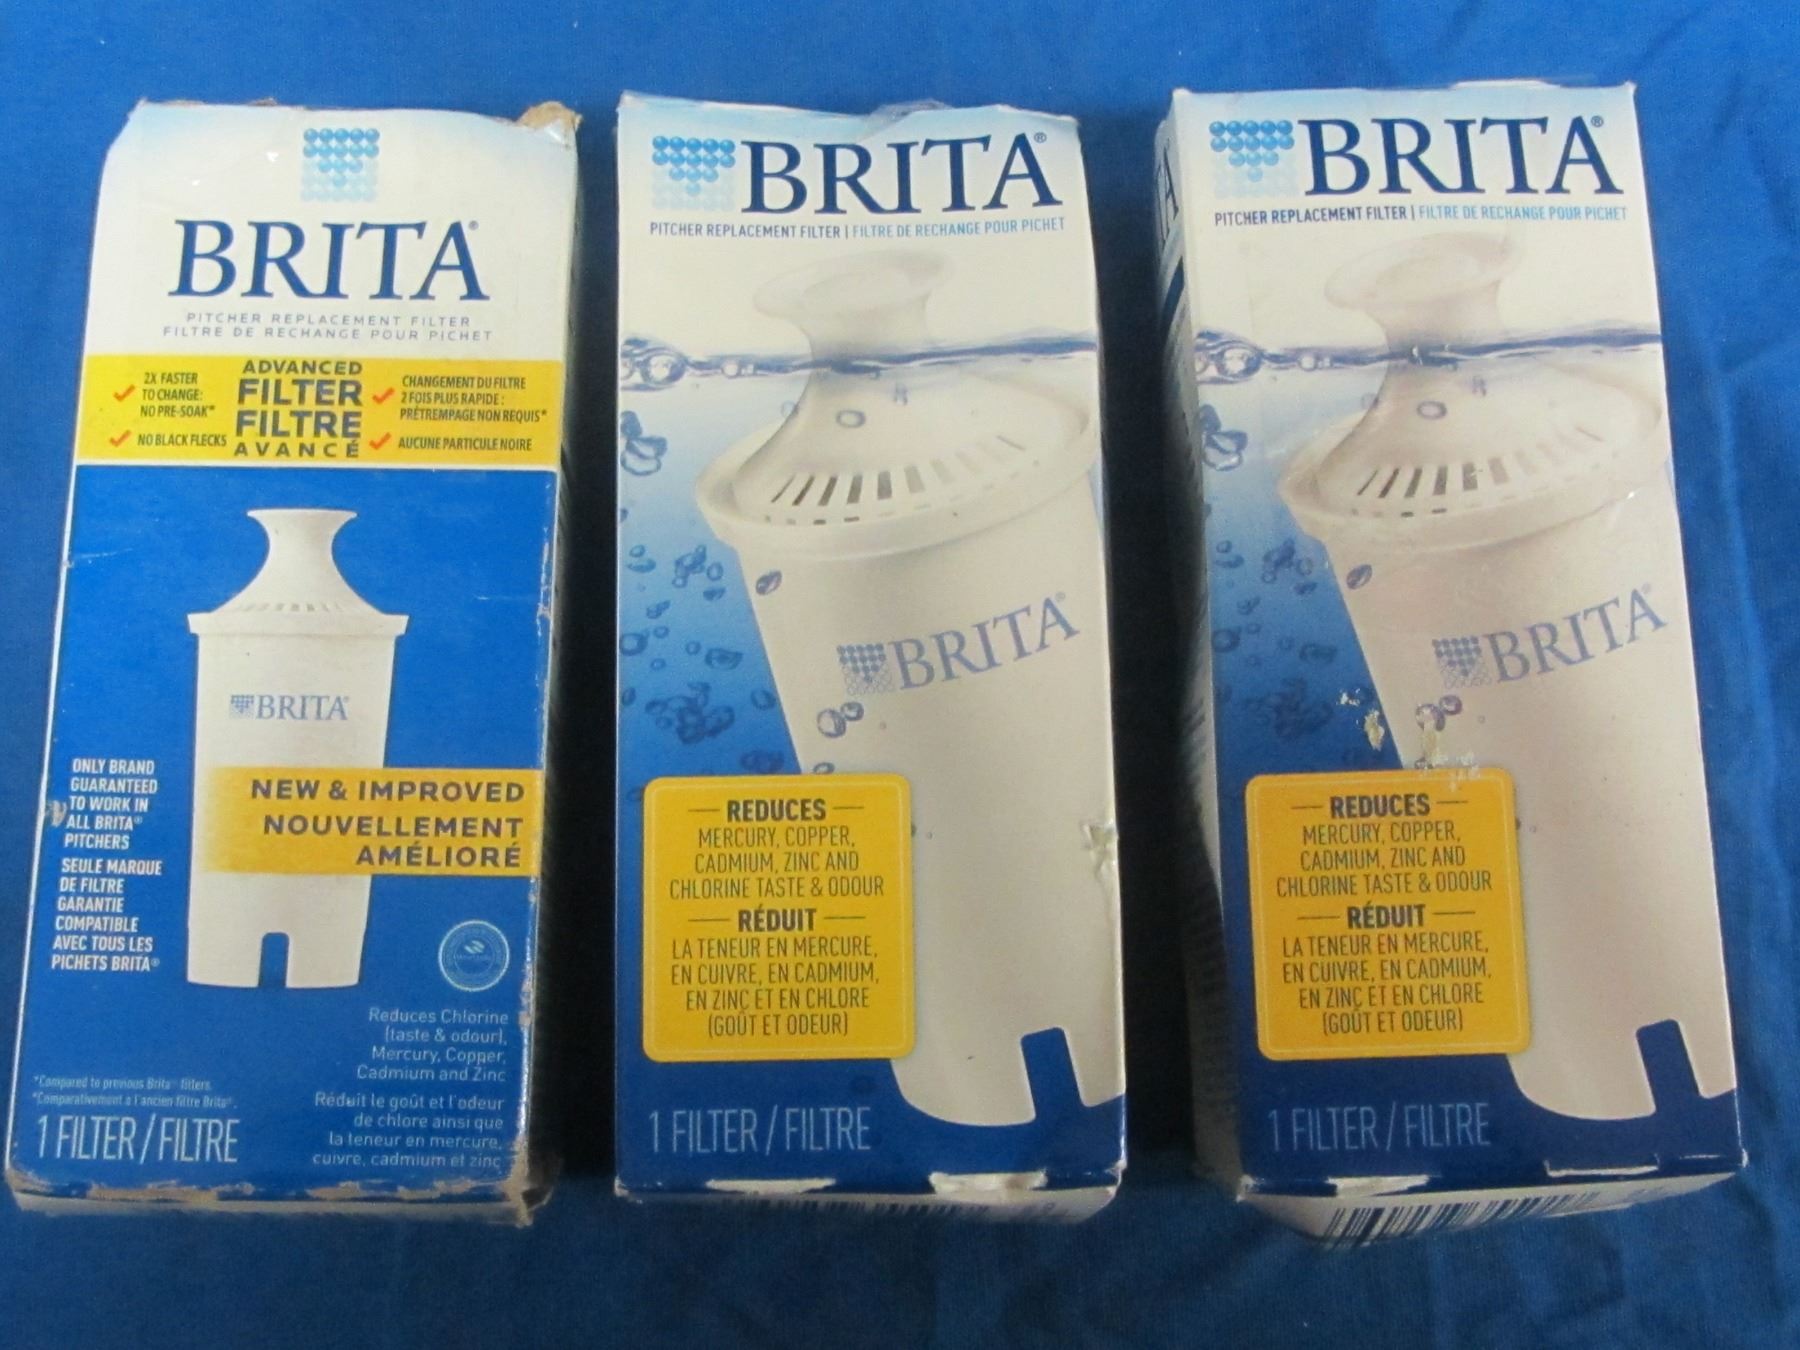 BRITA®
PITCHER REPLACEMENT FILTER
FILTRE DE RECHANGE POUR PICHET
2X FASTER
TO CHANGE:
NO PRE-SOAK*
NO BLACK FLECKS
ADVANCED
FILTER
FILTRE
AVANCÉ
CHANGEMENT DU FILTRE
2 FOIS PLUS RAPIDE :
PRÉTREMPAGE NON REQUIS*
AUCUNE PARTICULE NOIRE
BRITA®
NEW & IMPROVED
NOUVELLEMENT
AMÉLIORÉ
ONLY BRAND
GUARANTEED
TO WORK IN
ALL BRITA®
PITCHERS
SEULE MARQUE
DE FILTRE
GARANTIE
COMPATIBLE
AVEC TOUS LES
PICHETS BRITA®
Reduces Chlorine
(taste & odour),
Mercury, Copper,
Cadmium and Zinc
Réduit le goût et l'odeur
de chlore ainsi que
la teneur en mercure,
cuivre, cadmium et zinc
*Compared to previous Brita® filters.
*Comparativement à l'ancien filtre Brita®.
1 FILTER / FILTRE
BRITA®
PITCHER REPLACEMENT FILTER | FILTRE DE RECHANGE POUR PICHET
BRITA®
REDUCES
MERCURY, COPPER,
CADMIUM, ZINC AND
CHLORINE TASTE & ODOUR
RÉDUIT
LA TENEUR EN MERCURE,
EN CUIVRE, EN CADMIUM,
EN ZINC ET EN CHLORE
(GOÛT ET ODEUR)
1 FILTER / FILTRE
BRITA®
PITCHER REPLACEMENT FILTER | FILTRE DE RECHANGE POUR PICHET
BRITA®
REDUCES
MERCURY, COPPER,
CADMIUM, ZINC AND
CHLORINE TASTE & ODOUR
RÉDUIT
LA TENEUR EN MERCURE,
EN CUIVRE, EN CADMIUM,
EN ZINC ET EN CHLORE
(GOÛT ET ODEUR)
1 FILTER / FILTRE